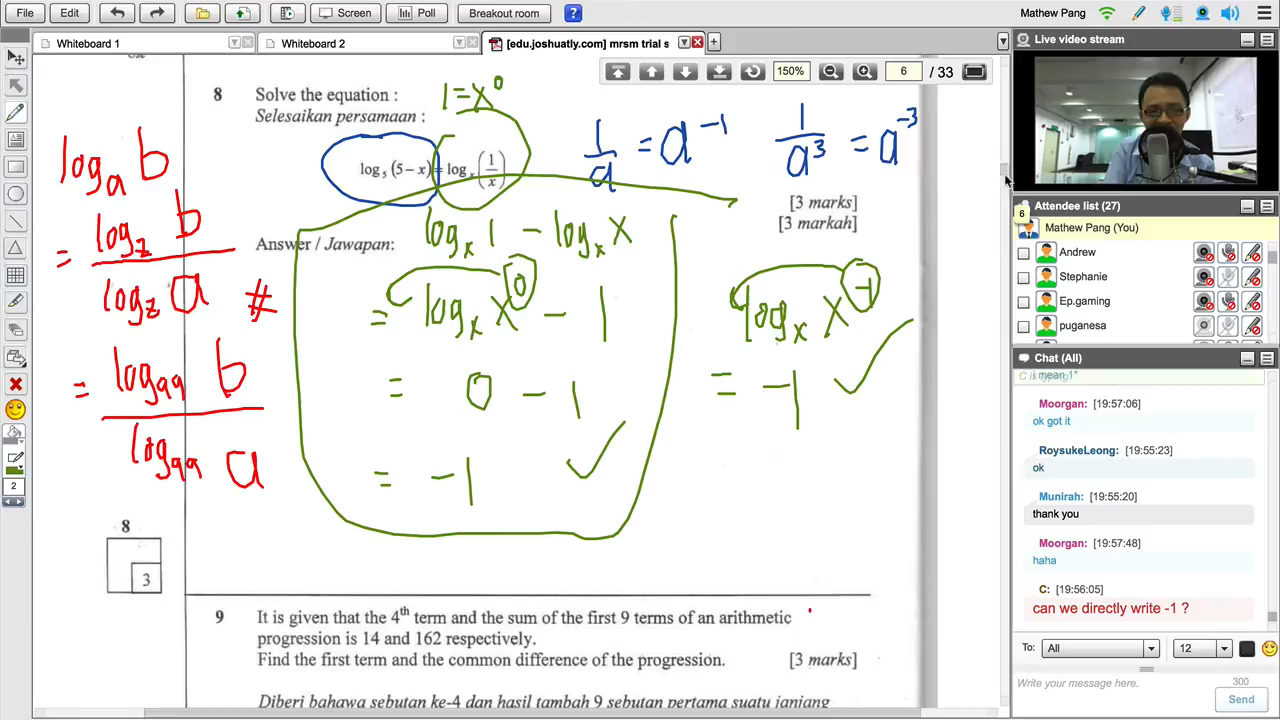 File
Edit
Screen
Poll
Breakout room
?
Mathew Pang
Whiteboard 1
Whiteboard 2
[edu.joshuatly.com] mrsm trial s
150%
6 / 33
8 Solve the equation :
Selesaikan persamaan :
1 = x⁰
log₅ (5 – x) = logₓ (1/x)
1/a = a⁻¹
1/a³ = a⁻³
[3 marks]
[3 markah]
Answer / Jawapan:
logₐ b
= log_z b / log_z a #
= log₉₉ b / log₉₉ a
logₓ 1 – logₓ x
= logₓ x⁰ – 1
= 0 – 1
= –1
logₓ x⁻¹
= –1
8
3
9 It is given that the 4th term and the sum of the first 9 terms of an arithmetic
progression is 14 and 162 respectively.
Find the first term and the common difference of the progression. [3 marks]
Diberi bahawa sebutan ke-4 dan hasil tambah 9 sebutan pertama suatu janjang
2
Live video stream
Attendee list (27)
6
Mathew Pang (You)
Andrew
Stephanie
Ep.gaming
puganesa
Chat (All)
C is typing.
i mean 1*
Moorgan: [19:57:06]
ok got it
RoysukeLeong: [19:55:23]
ok
Munirah: [19:55:20]
thank you
Moorgan: [19:57:48]
haha
C: [19:56:05]
can we directly write -1 ?
To: All 12
Write your message here.
300
Send